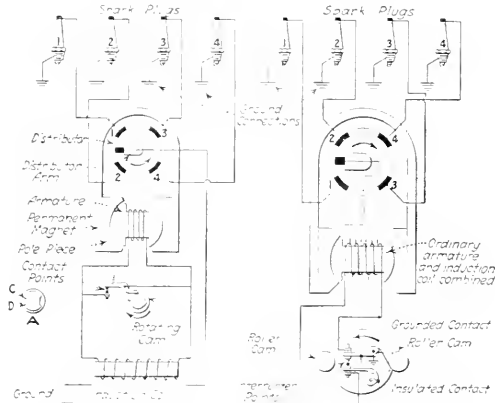 Spark Plugs
Spark Plugs
1 2 3 4
1 2 3 4
Ground
Connections
Distributor
1 3
2 4
Distributor
Arm
2 4
1 3
Armature
Permanent
Magnet
Pole Piece
Contact
Points
Ordinary
armature
and induction
coil combined
C
D
A
Rotating
Cam
Roller
Cam
Grounded Contact
Roller Cam
Ground
Points
Insulated Contact